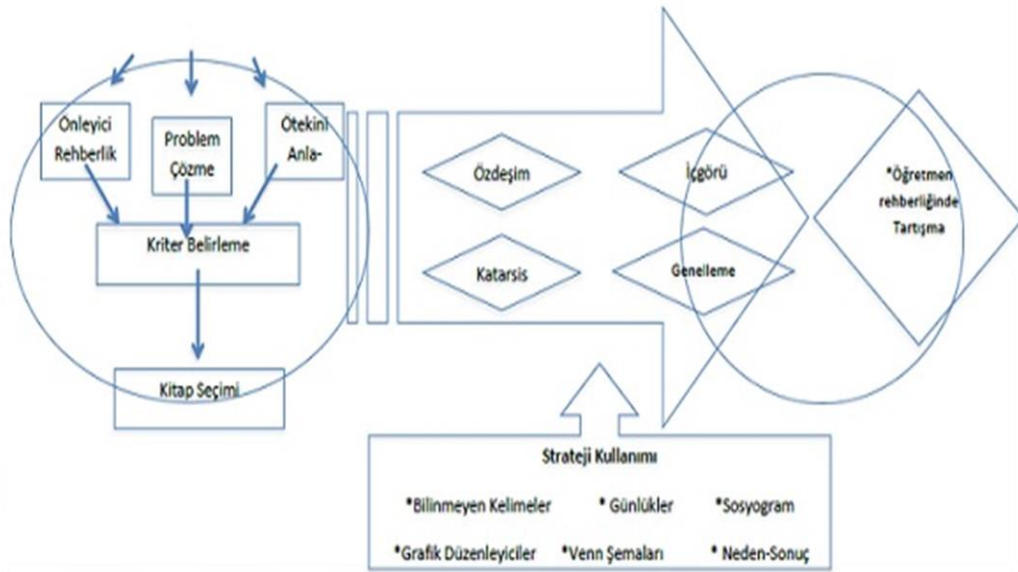 Önleyici
Rehberlik
Problem
Çözme
Ötekini
Anla-
Kriter Belirleme
Kitap Seçimi
Özdeşim
İçgörü
Katarsis
Genelleme
*Öğretmen
rehberliğinde
Tartışma
Strateji Kullanımı
*Bilinmeyen Kelimeler * Günlükler *Sosyogram
*Grafik Düzenleyiciler *Venn Şemaları * Neden-Sonuç